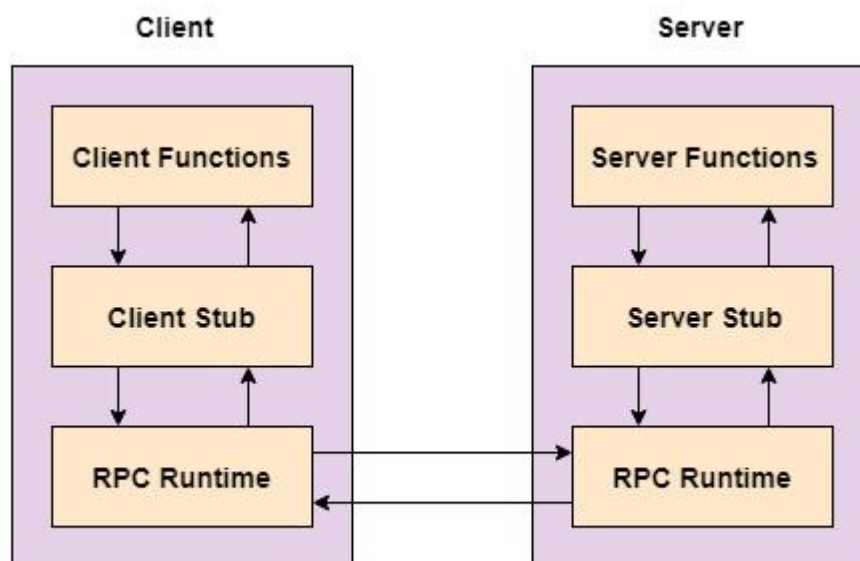 Client
Server
Client Functions
Server Functions
Client Stub
Server Stub
RPC Runtime
RPC Runtime